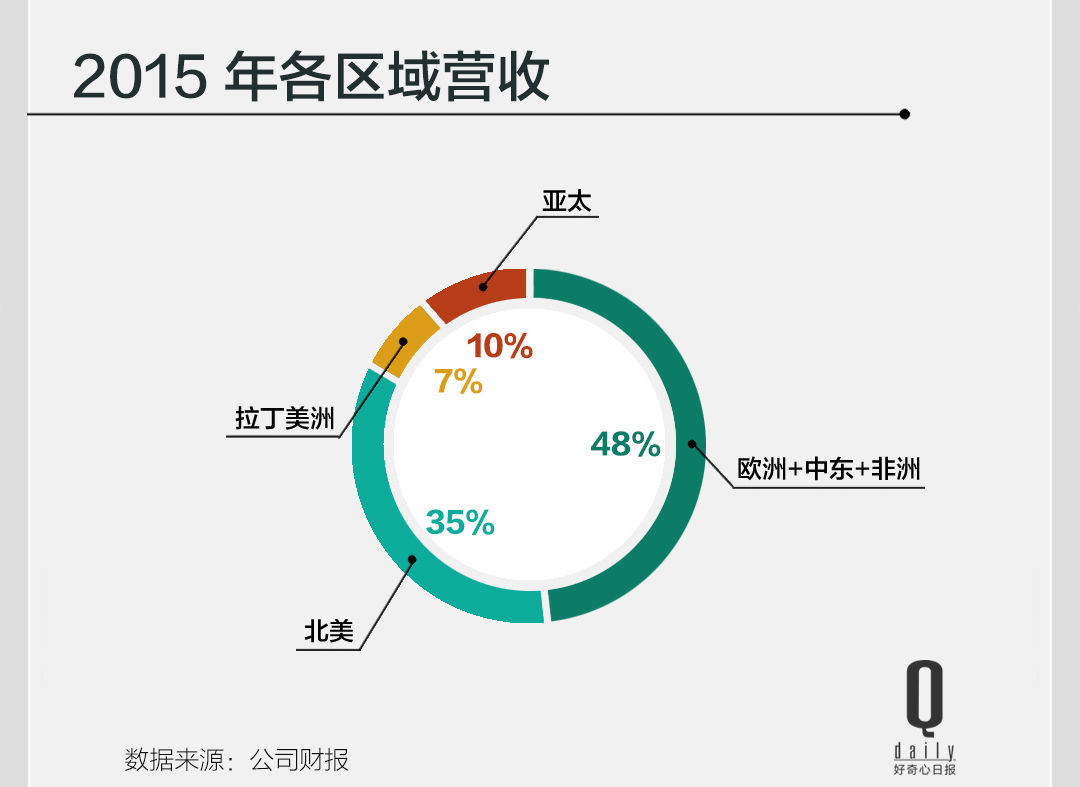 2015 年各区域营收
亚太
10%
7%
拉丁美洲
48%
欧洲+中东+非洲
35%
北美
Q
daily
好奇心日报
数据来源：公司财报